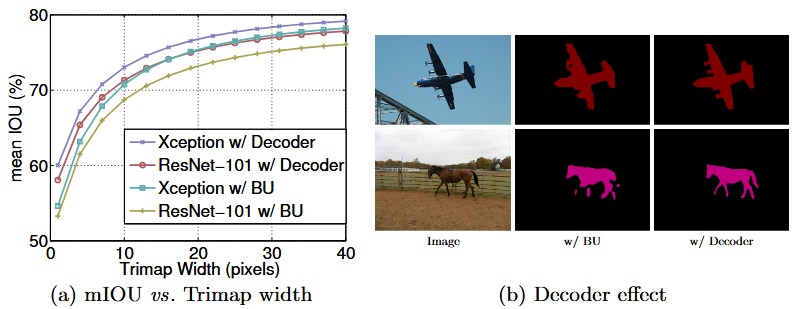 80
70
60
50
mean IOU (%)
Xception w/ Decoder
ResNet−101 w/ Decoder
Xception w/ BU
ResNet−101 w/ BU
0 10 20 30 40
Trimap Width (pixels)
(a) mIOU vs. Trimap width
Image w/ BU w/ Decoder
(b) Decoder effect